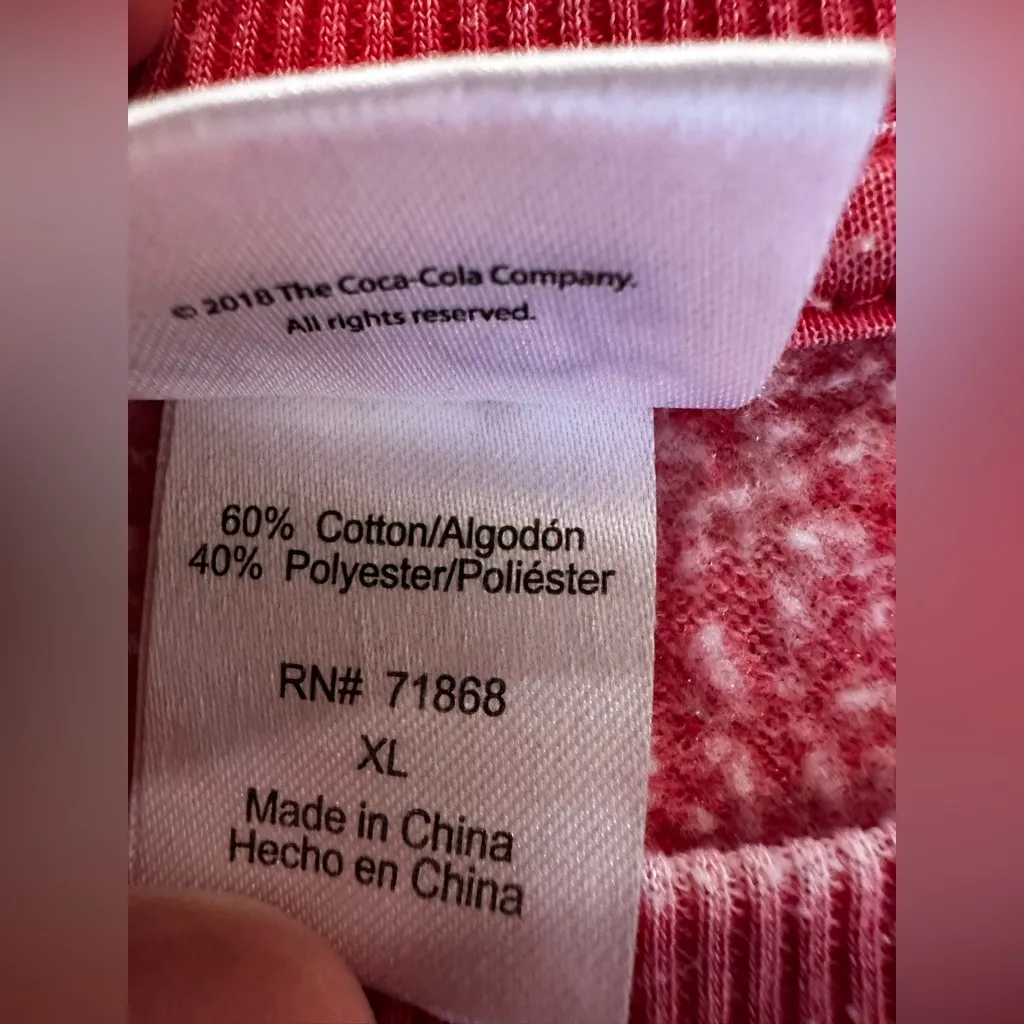 © 2018 The Coca-Cola Company.
All rights reserved.
60% Cotton/Algodón
40% Polyester/Poliéster
RN# 71868
XL
Made in China
Hecho en China